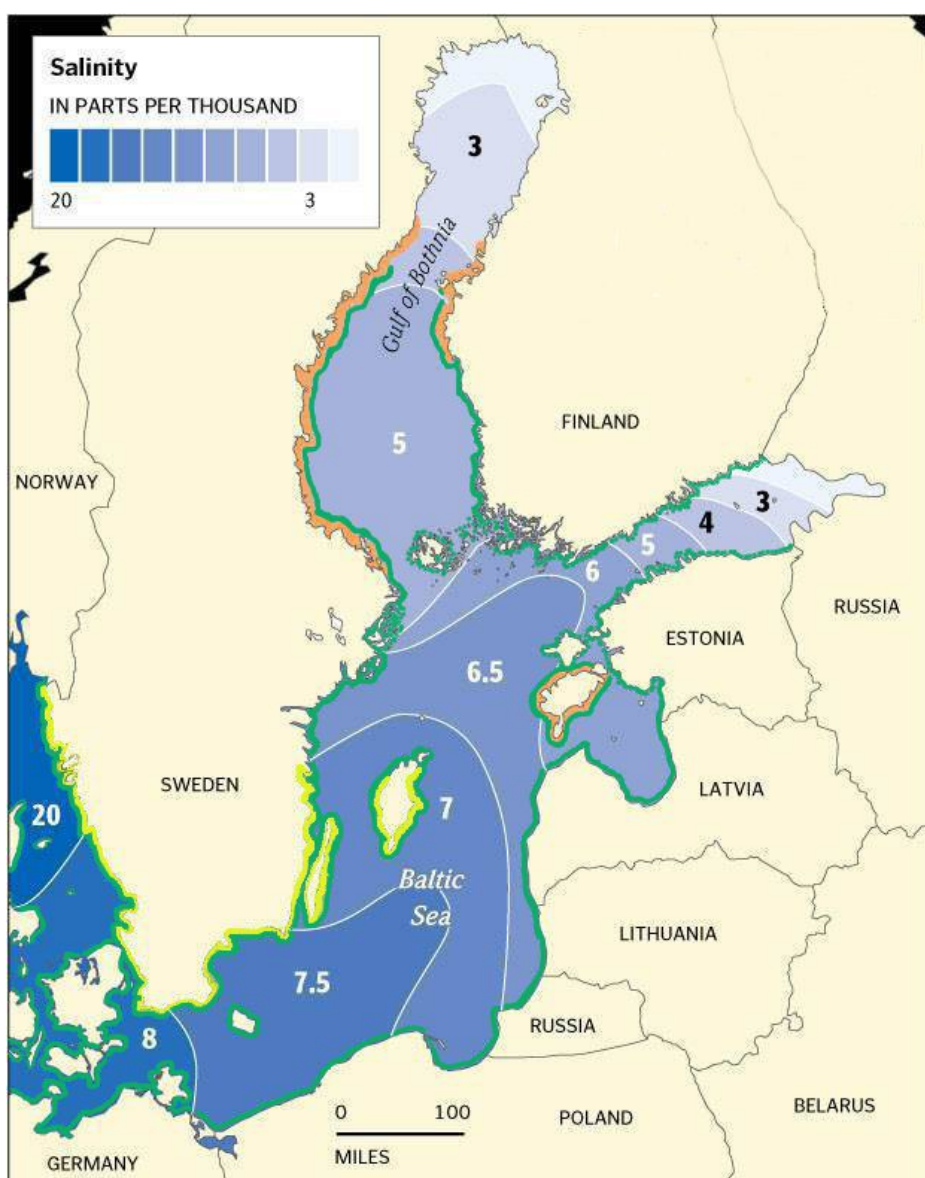 Salinity
IN PARTS PER THOUSAND
20 3
3
Gulf of Bothnia
5
FINLAND
NORWAY
3
4
5
6
RUSSIA
ESTONIA
6.5
SWEDEN
LATVIA
20
7
Baltic
Sea
LITHUANIA
7.5
RUSSIA
8
0 100
MILES
POLAND
BELARUS
GERMANY